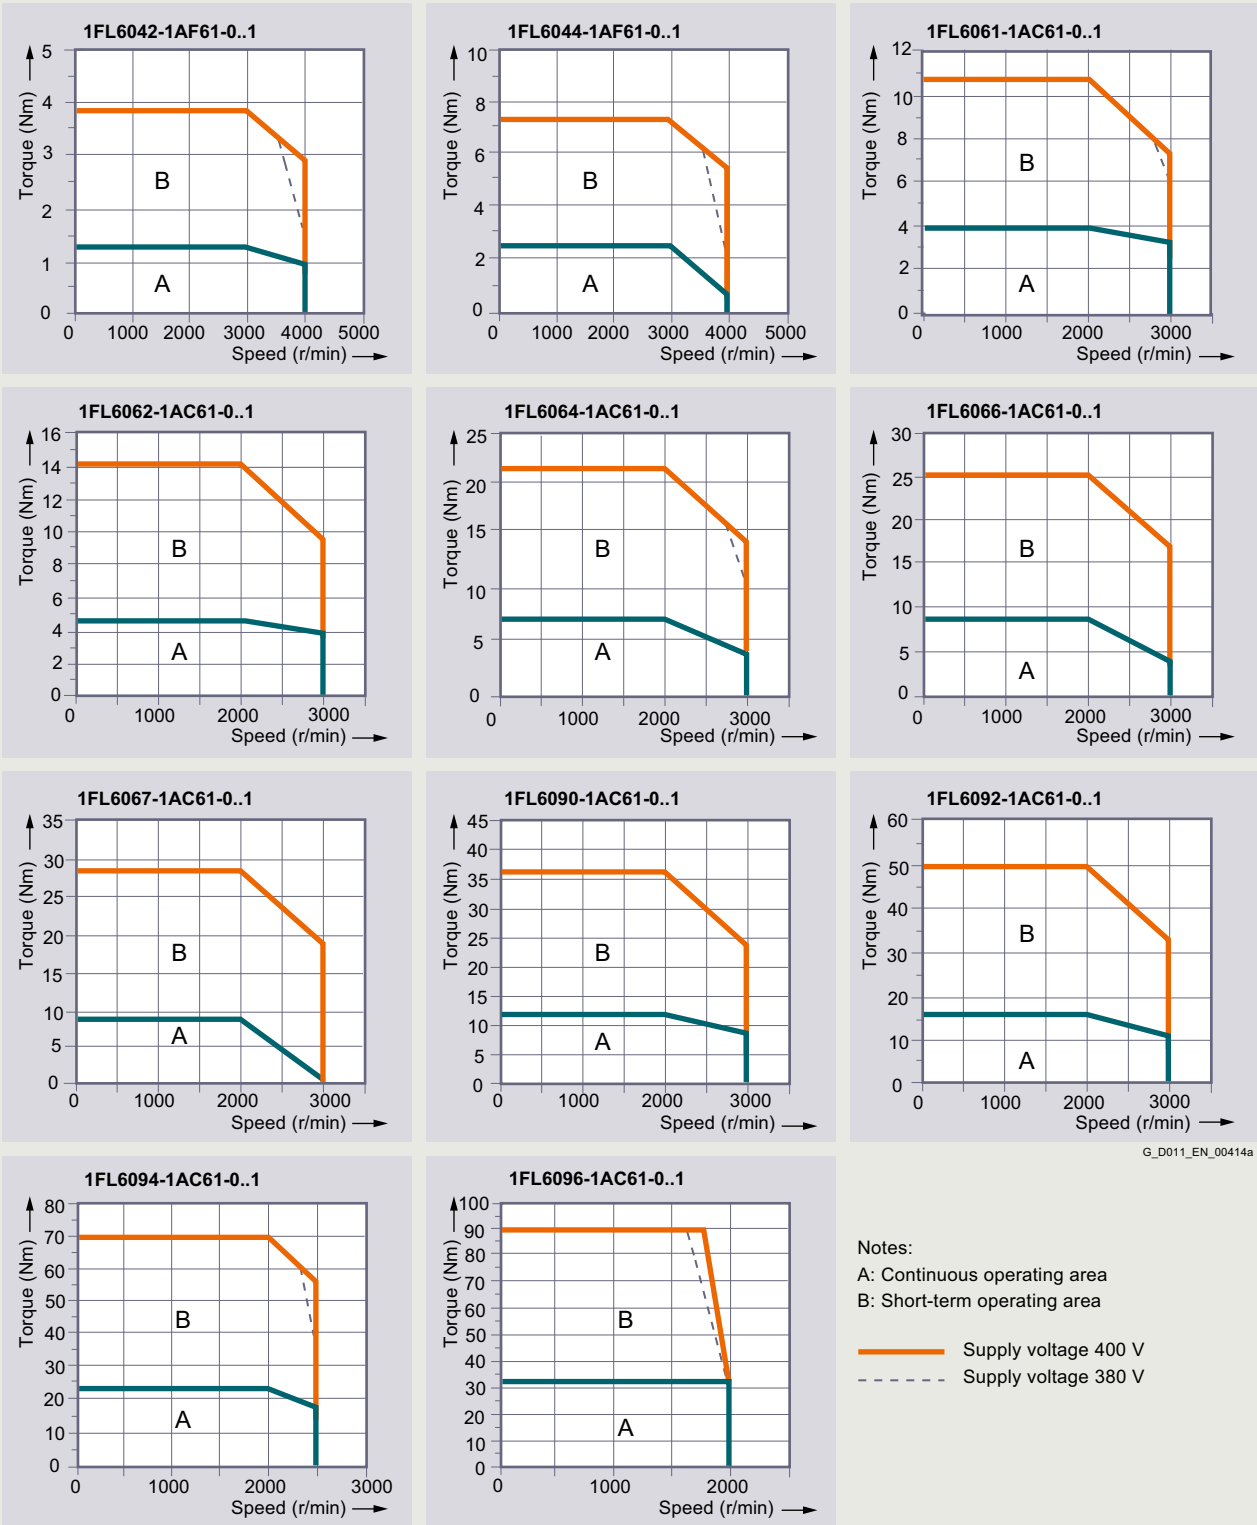 1FL6042-1AF61-0..1
Torque (Nm)
5
4
3
2
1
0
B
A
0 1000 2000 3000 4000 5000
Speed (r/min)
1FL6044-1AF61-0..1
Torque (Nm)
10
8
6
4
2
0
B
A
0 1000 2000 3000 4000 5000
Speed (r/min)
1FL6061-1AC61-0..1
Torque (Nm)
12
10
8
6
4
2
0
B
A
0 1000 2000 3000
Speed (r/min)
1FL6062-1AC61-0..1
Torque (Nm)
16
14
12
10
8
6
4
2
0
B
A
0 1000 2000 3000
Speed (r/min)
1FL6064-1AC61-0..1
Torque (Nm)
25
20
15
10
5
0
B
A
0 1000 2000 3000
Speed (r/min)
1FL6066-1AC61-0..1
Torque (Nm)
30
25
20
15
10
5
0
B
A
0 1000 2000 3000
Speed (r/min)
1FL6067-1AC61-0..1
Torque (Nm)
35
30
25
20
15
10
5
0
B
A
0 1000 2000 3000
Speed (r/min)
1FL6090-1AC61-0..1
Torque (Nm)
45
40
35
30
25
20
15
10
5
0
B
A
0 1000 2000 3000
Speed (r/min)
1FL6092-1AC61-0..1
Torque (Nm)
60
50
40
30
20
10
0
B
A
0 1000 2000 3000
Speed (r/min)
G_D011_EN_00414a
1FL6094-1AC61-0..1
Torque (Nm)
80
70
60
50
40
30
20
10
0
B
A
0 1000 2000 3000
Speed (r/min)
1FL6096-1AC61-0..1
Torque (Nm)
100
90
80
70
60
50
40
30
20
10
0
B
A
0 1000 2000
Speed (r/min)
Notes:
A: Continuous operating area
B: Short-term operating area
Supply voltage 400 V
Supply voltage 380 V